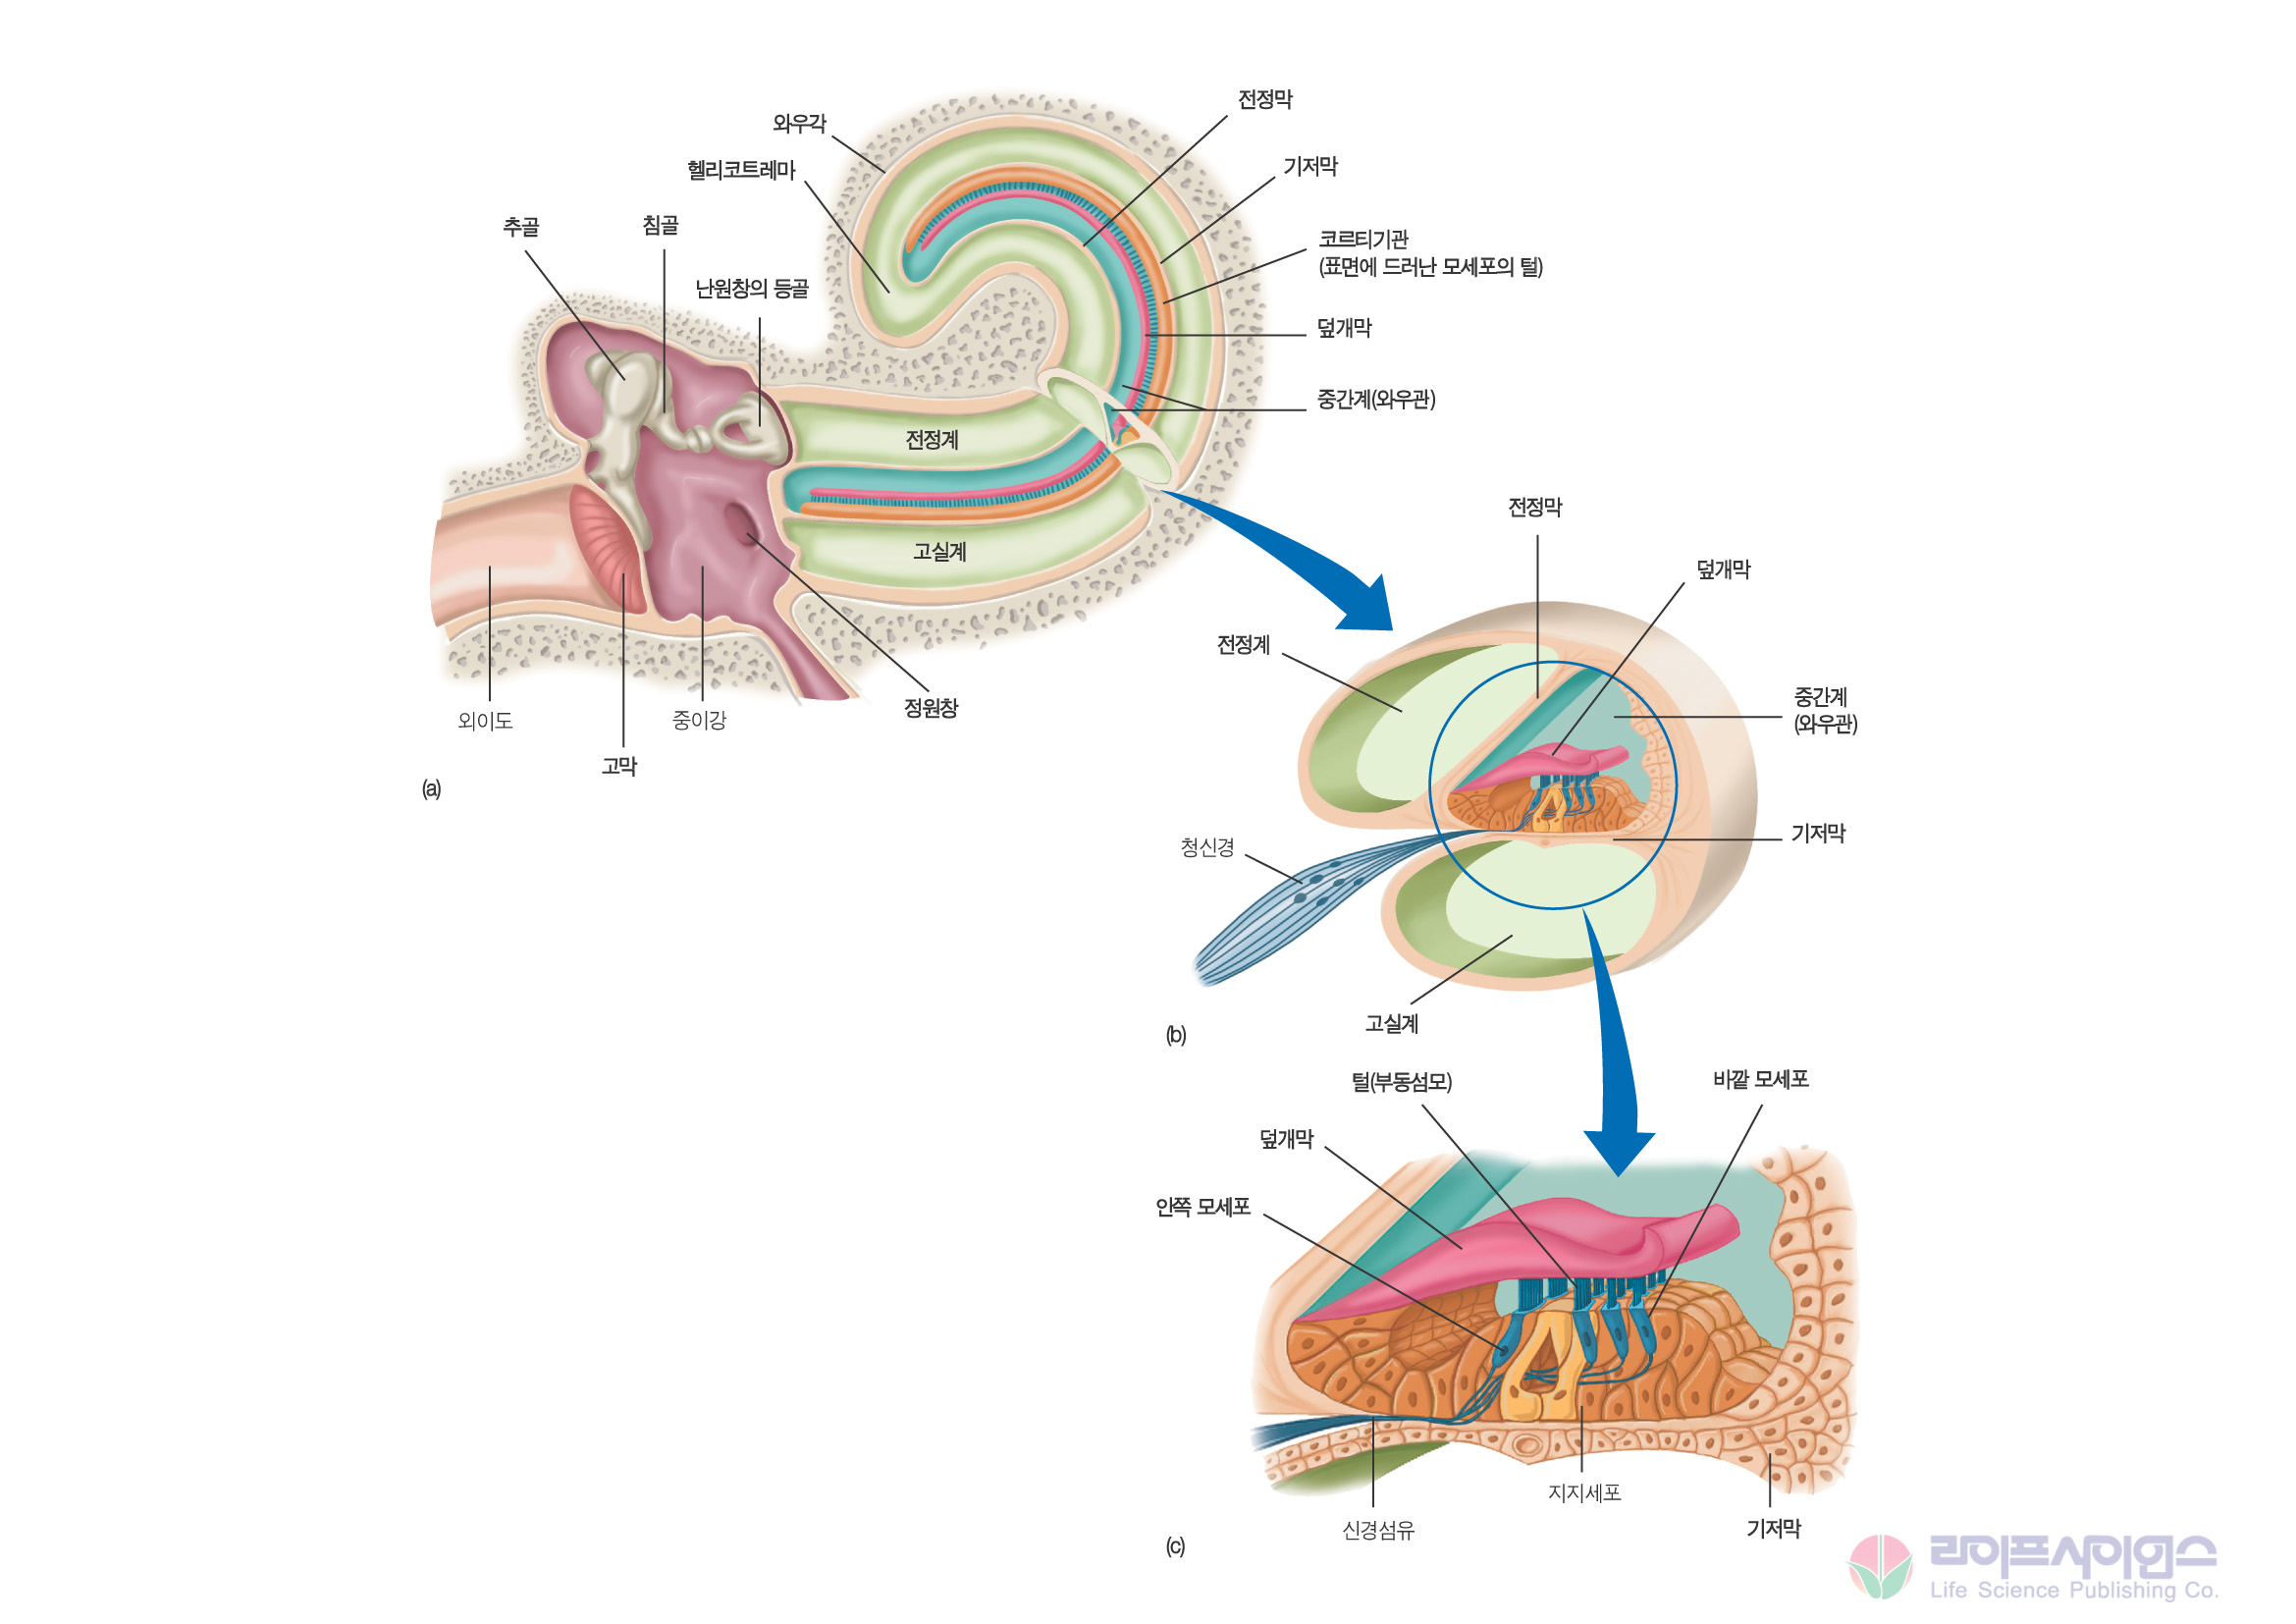 전정막
와우각
헬리코트레마
기저막
추골
침골
코르티기관
(표면에 드러난 모세포의 털)
난원창의 등골
덮개막
중간계(와우관)
전정계
고실계
외이도
중이강
정원창
고막
(a)
전정막
덮개막
전정계
중간계
(와우관)
기저막
청신경
고실계
(b)
털(부동섬모)
바깥 모세포
덮개막
안쪽 모세포
지지세포
신경섬유
기저막
(c)
라이프사이언스
Life Science Publishing Co.